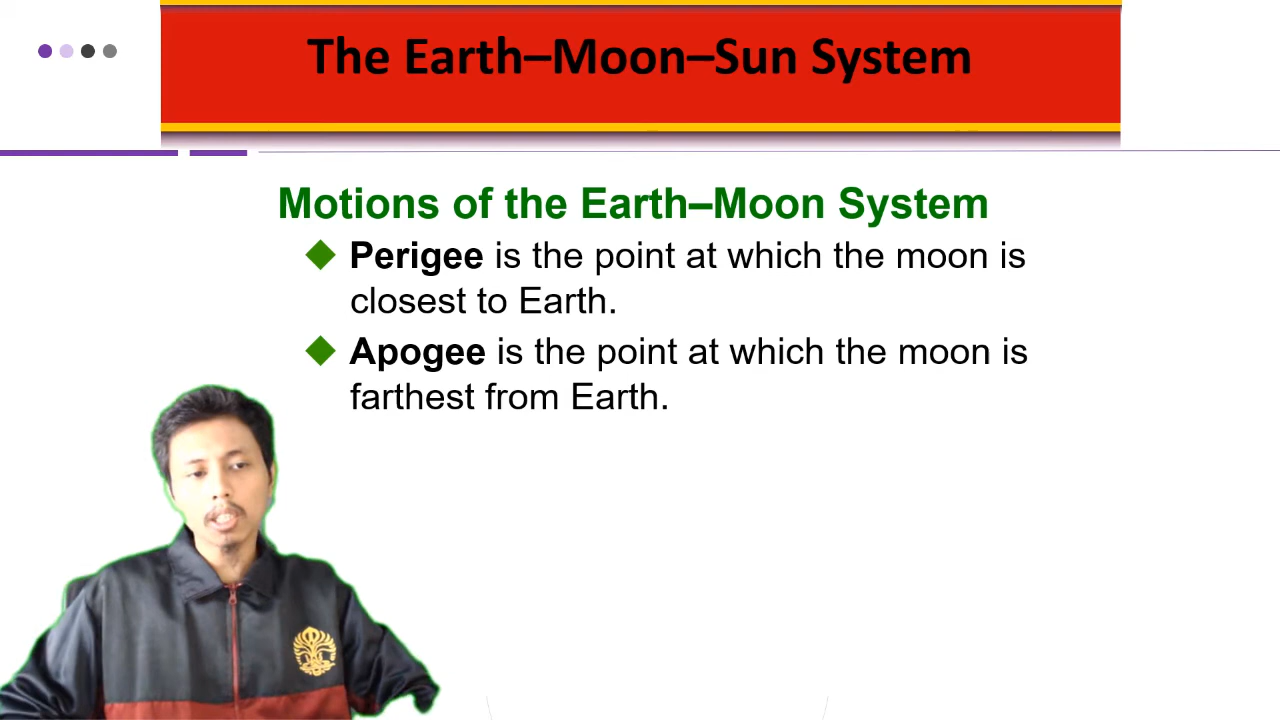 The Earth–Moon–Sun System
Motions of the Earth–Moon System
Perigee is the point at which the moon is
closest to Earth.
Apogee is the point at which the moon is
farthest from Earth.